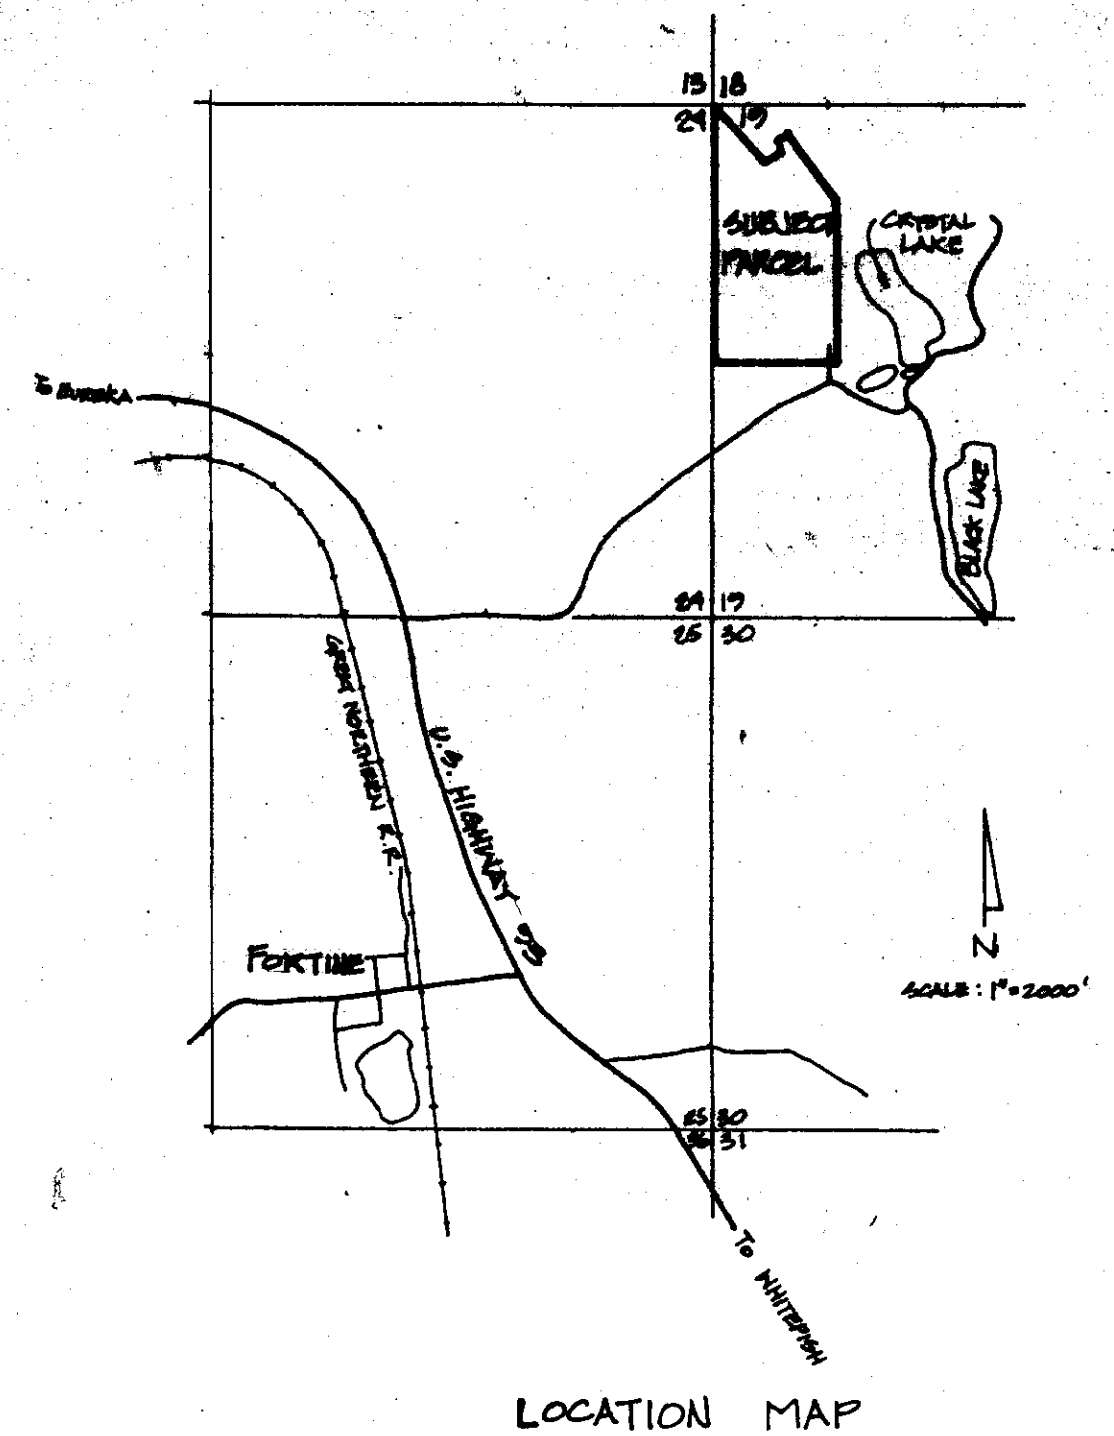 13 18
24 19
SUBJECT
PARCEL
CRYSTAL
LAKE
TO EUREKA
BLACK LAKE
24 19
25 30
GREAT NORTHERN R.R.
U.S. HIGHWAY 93
FORTINE
N
SCALE: 1"=2000'
25 30
36 31
TO WHITEFISH
LOCATION MAP